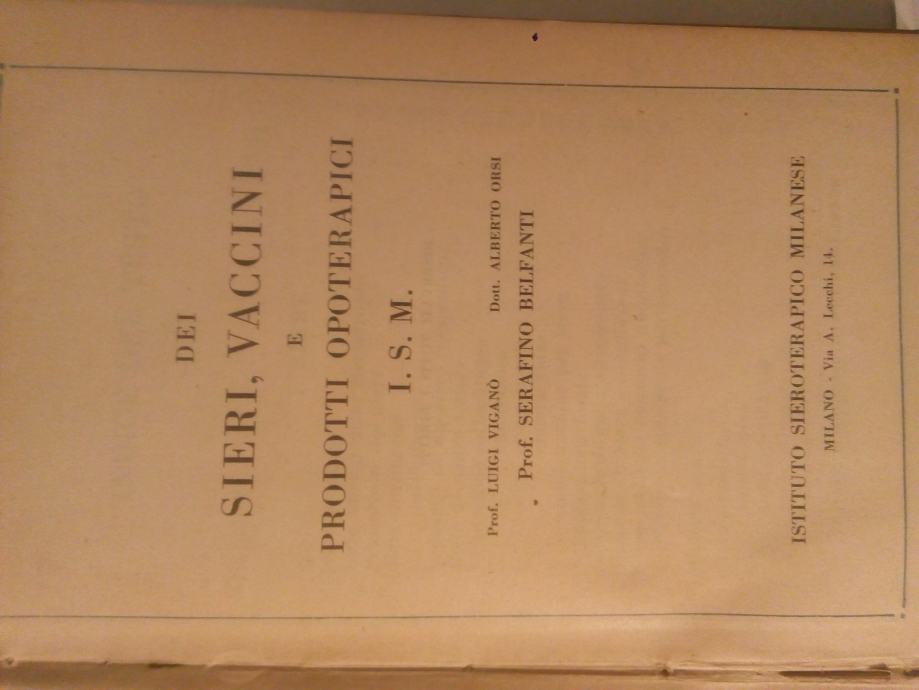 DEI
SIERI, VACCINI
E
PRODOTTI OPOTERAPICI
I. S. M.
Prof. LUIGI VIGANÒ Dott. ALBERTO ORSI
Prof. SERAFINO BELFANTI
ISTITUTO SIEROTERAPICO MILANESE
MILANO - Via A. Lecchi, 14.